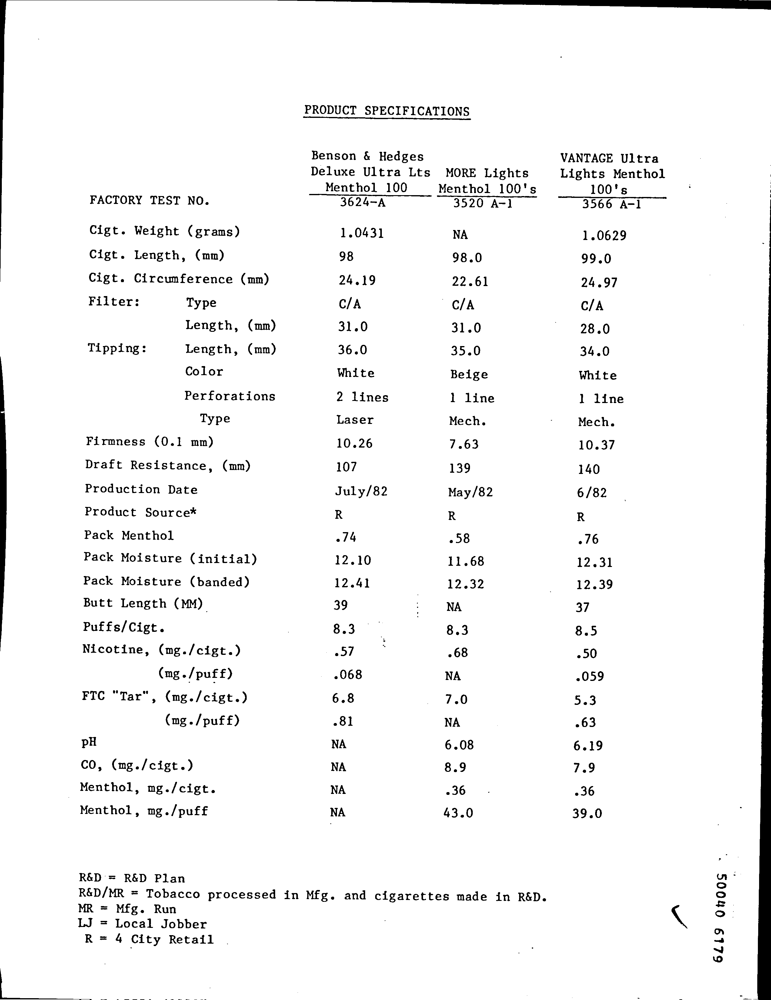 PRODUCT SPECIFICATIONS
Benson & Hedges VANTAGE Ultra
Deluxe Ultra Lts MORE Lights Lights Menthol
Menthol 100 Menthol 100's 100's
FACTORY TEST NO. 3624-A 3520 A-1 3566 A-1
Cigt. Weight (grams) 1.0431 NA 1.0629
Cigt. Length, (mm) 98 98.0 99.0
Cigt. Circumference (mm) 24.19 22.61 24.97
Filter: Type C/A C/A C/A
Length, (mm) 31.0 31.0 28.0
Tipping: Length, (mm) 36.0 35.0 34.0
Color White Beige White
Perforations 2 lines 1 line 1 line
Type Laser Mech. Mech.
Firmness (0.1 mm) 10.26 7.63 10.37
Draft Resistance, (mm) 107 139 140
Production Date July/82 May/82 6/82
Product Source* R R R
Pack Menthol .74 .58 .76
Pack Moisture (initial) 12.10 11.68 12.31
Pack Moisture (banded) 12.41 12.32 12.39
Butt Length (MM) 39 NA 37
Puffs/Cigt. 8.3 8.3 8.5
Nicotine, (mg./cigt.) .57 .68 .50
(mg./puff) .068 NA .059
FTC "Tar", (mg./cigt.) 6.8 7.0 5.3
(mg./puff) .81 NA .63
pH NA 6.08 6.19
CO, (mg./cigt.) NA 8.9 7.9
Menthol, mg./cigt. NA .36 .36
Menthol, mg./puff NA 43.0 39.0
R&D = R&D Plan
R&D/MR = Tobacco processed in Mfg. and cigarettes made in R&D.
MR = Mfg. Run
LJ = Local Jobber
R = 4 City Retail
50040 6179